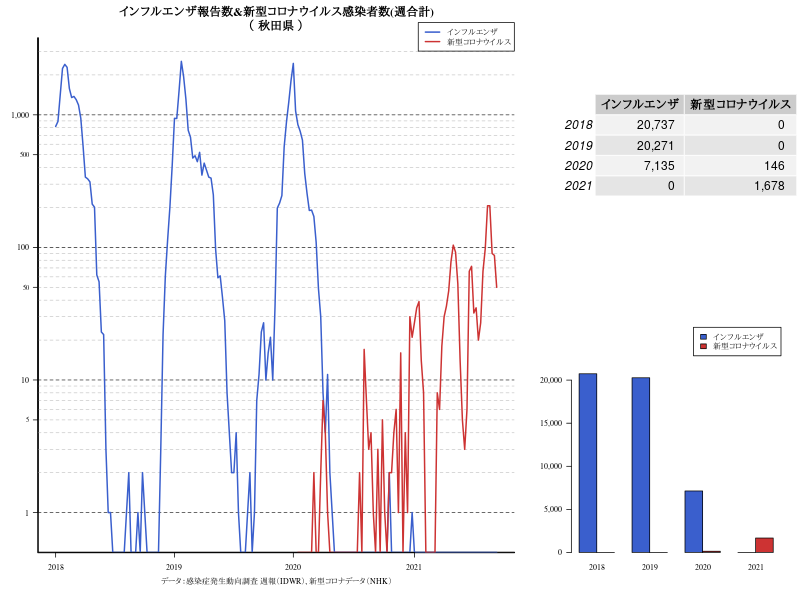 インフルエンザ報告数&新型コロナウイルス感染者数(週合計)
( 秋田県 )
インフルエンザ
新型コロナウイルス
1,000
500
100
50
10
5
1
2018
2019
2020
2021
データ：感染症発生動向調査 週報（IDWR）、新型コロナデータ（NHK）
インフルエンザ 新型コロナウイルス
2018 20,737 0
2019 20,271 0
2020 7,135 146
2021 0 1,678
インフルエンザ
新型コロナウイルス
20,000
15,000
10,000
5,000
0
2018
2019
2020
2021